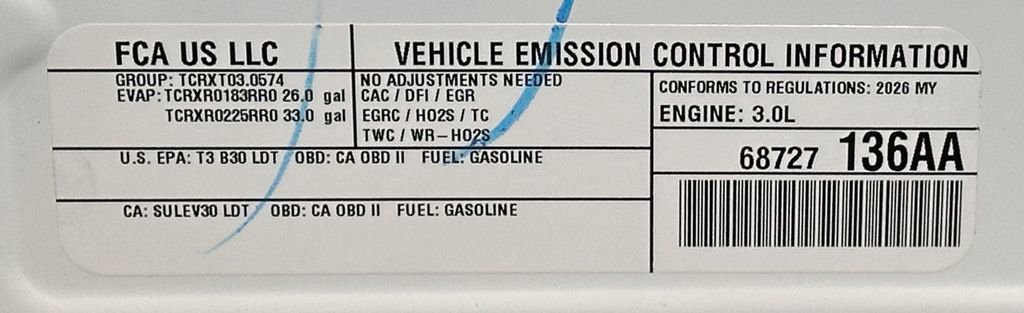 FCA US LLC
VEHICLE EMISSION CONTROL INFORMATION
GROUP: TCRXT03.0574
EVAP: TCRXR0183RR0 26.0 gal
TCRXR0225RR0 33.0 gal
NO ADJUSTMENTS NEEDED
CAC / DFI / EGR
EGRC / HO2S / TC
TWC / WR-HO2S
CONFORMS TO REGULATIONS: 2026 MY
ENGINE: 3.0L
68727 136AA
U.S. EPA: T3 B30 LDT OBD: CA OBD II FUEL: GASOLINE
CA: SULEV30 LDT OBD: CA OBD II FUEL: GASOLINE